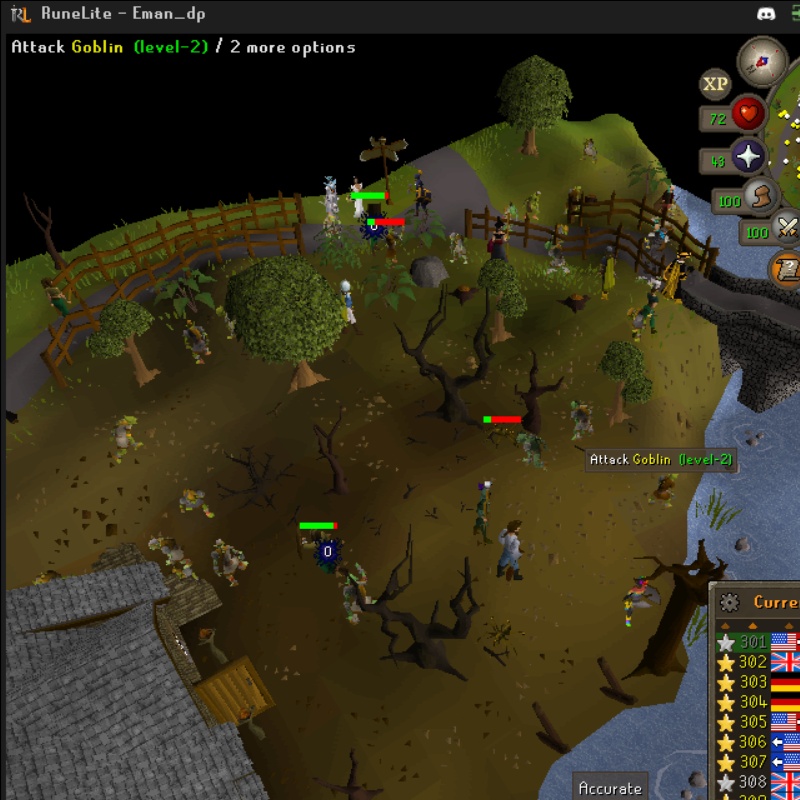 RuneLite - Eman_dp
Attack Goblin (level-2) / 2 more options
XP
72
43
100
100
0
Attack Goblin (level-2)
0
Curre
301
302
303
304
305
306
307
308
Accurate